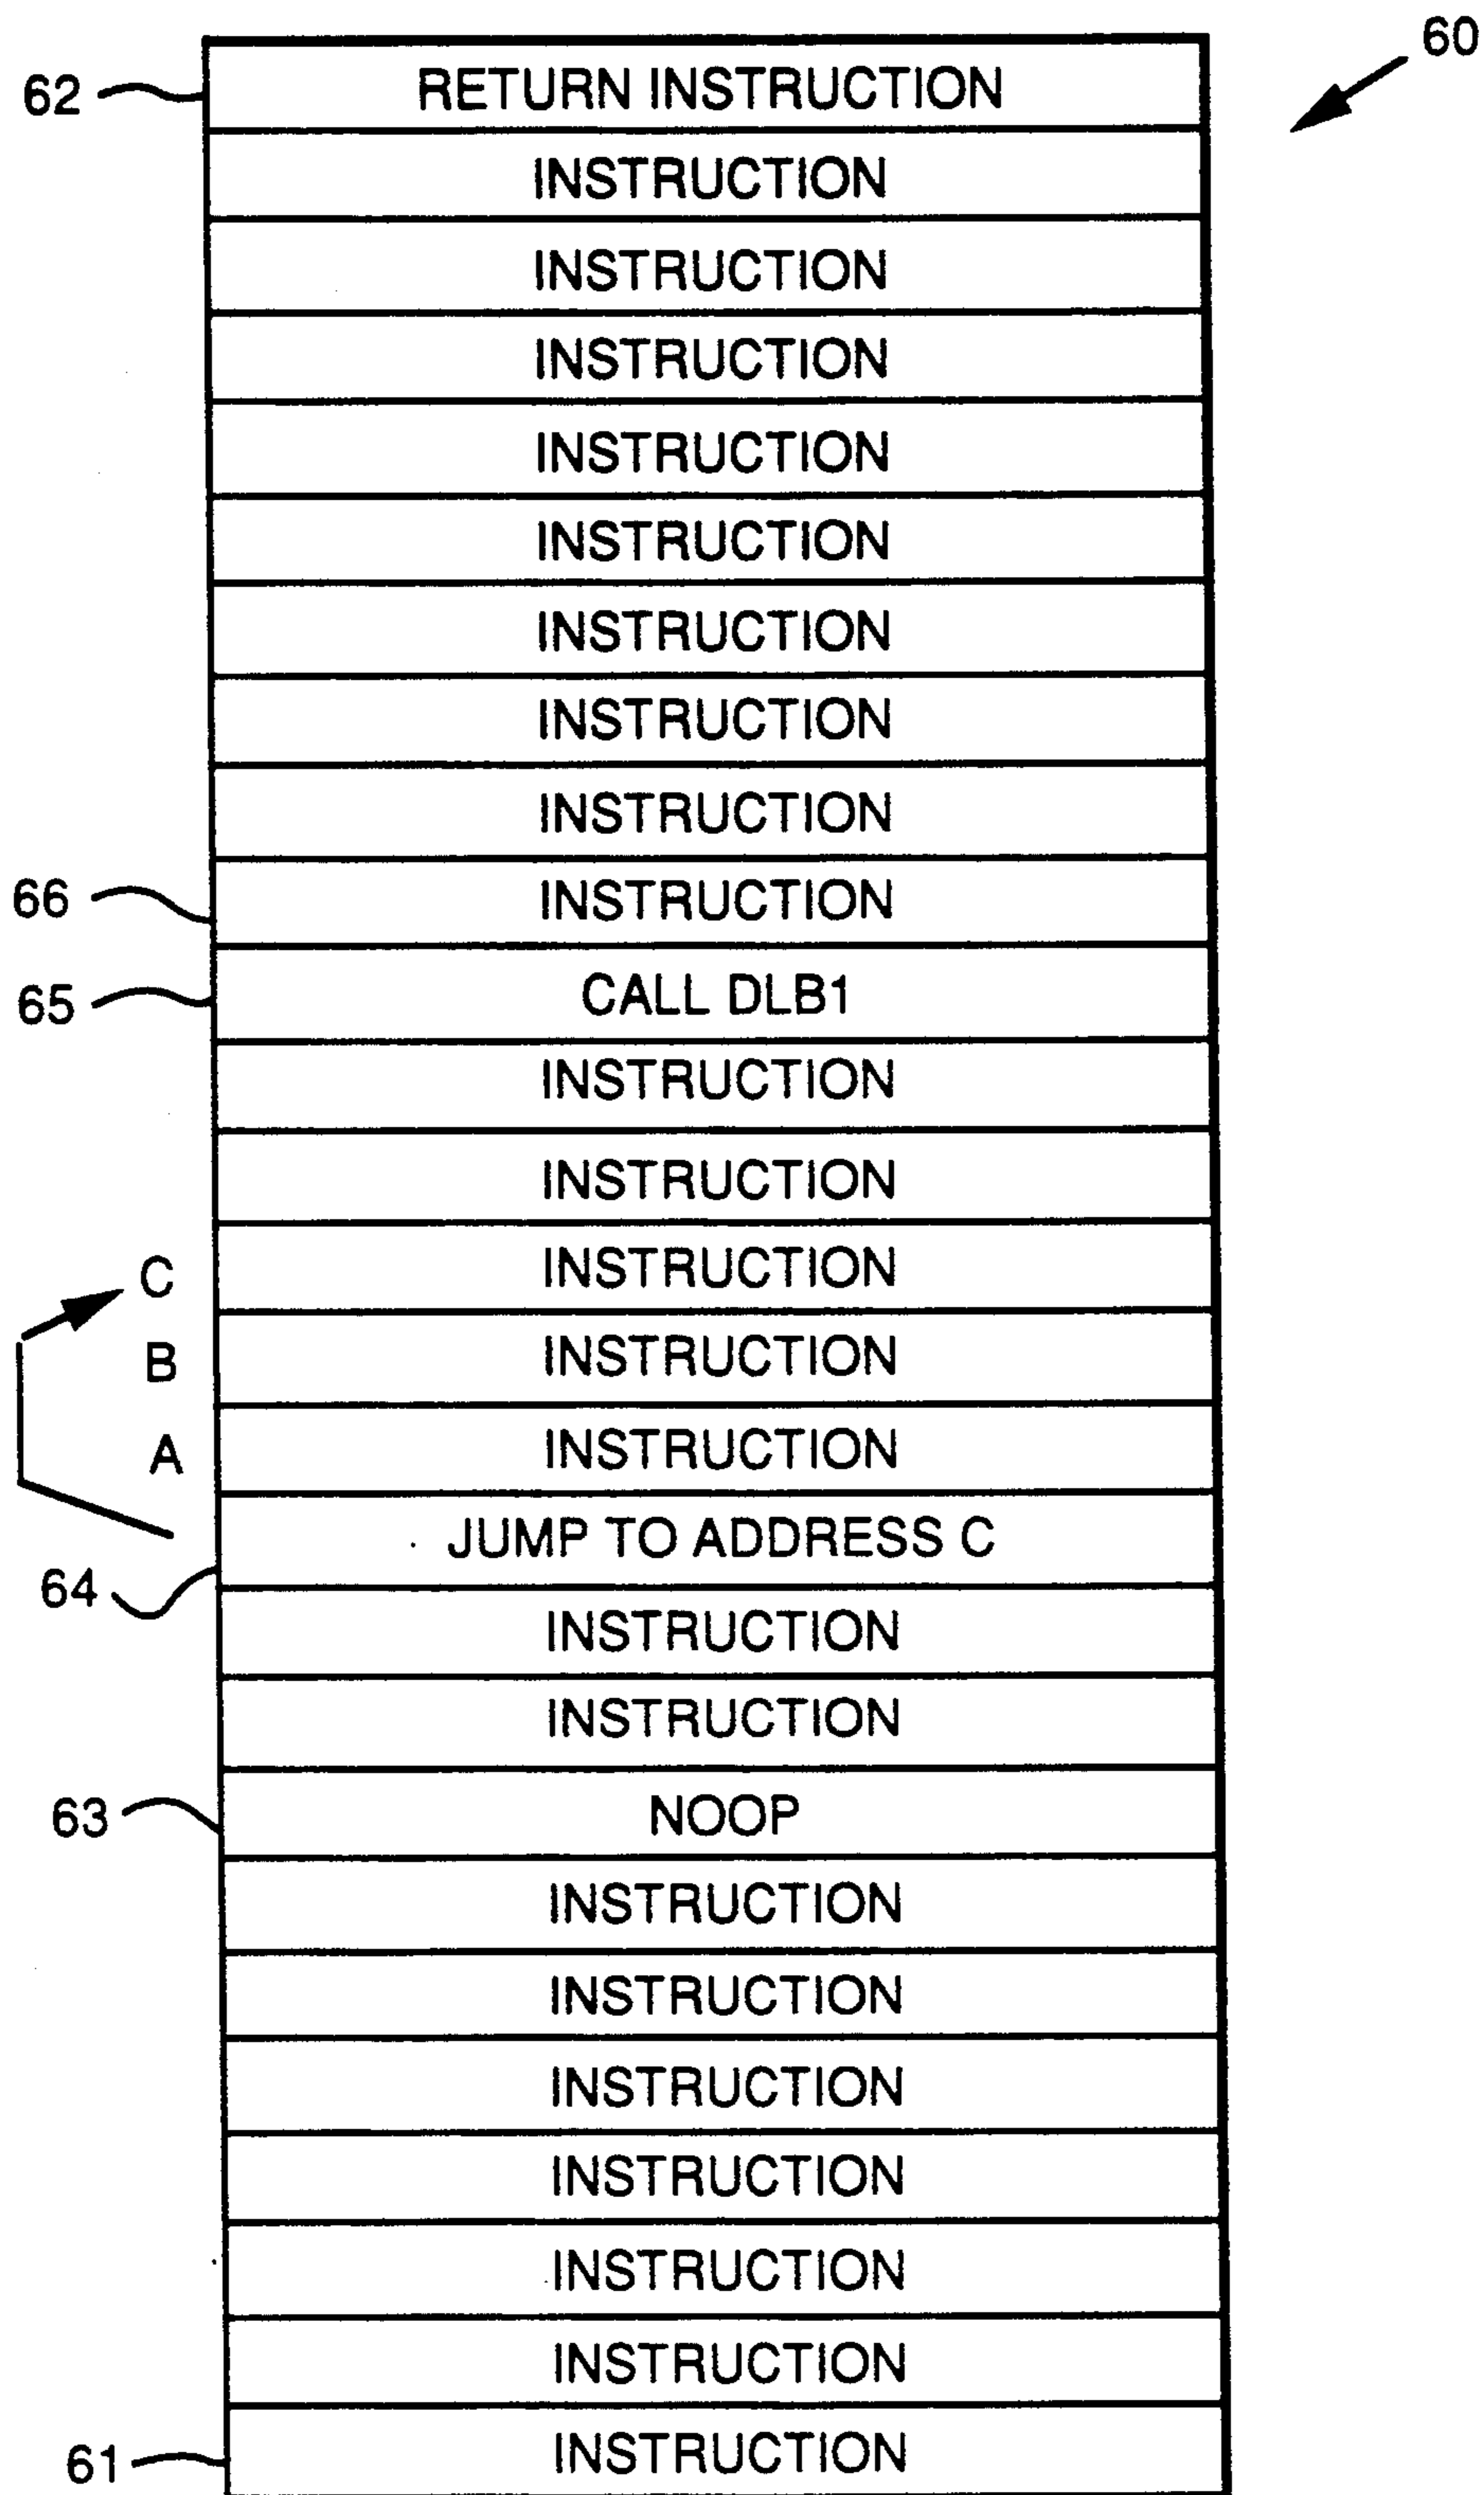 60
62 RETURN INSTRUCTION
INSTRUCTION
INSTRUCTION
INSTRUCTION
INSTRUCTION
INSTRUCTION
INSTRUCTION
INSTRUCTION
INSTRUCTION
66 INSTRUCTION
65 CALL DLB1
INSTRUCTION
INSTRUCTION
C INSTRUCTION
B INSTRUCTION
A INSTRUCTION
JUMP TO ADDRESS C
64
INSTRUCTION
INSTRUCTION
63 NOOP
INSTRUCTION
INSTRUCTION
INSTRUCTION
INSTRUCTION
INSTRUCTION
INSTRUCTION
61 INSTRUCTION